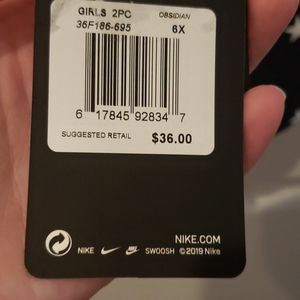 GIRLS 2PC OBSIDIAN
36F186-695 6X
6 17845 92834 7
SUGGESTED RETAIL $36.00
NIKE.COM
NIKE SWOOSH ©2019 Nike